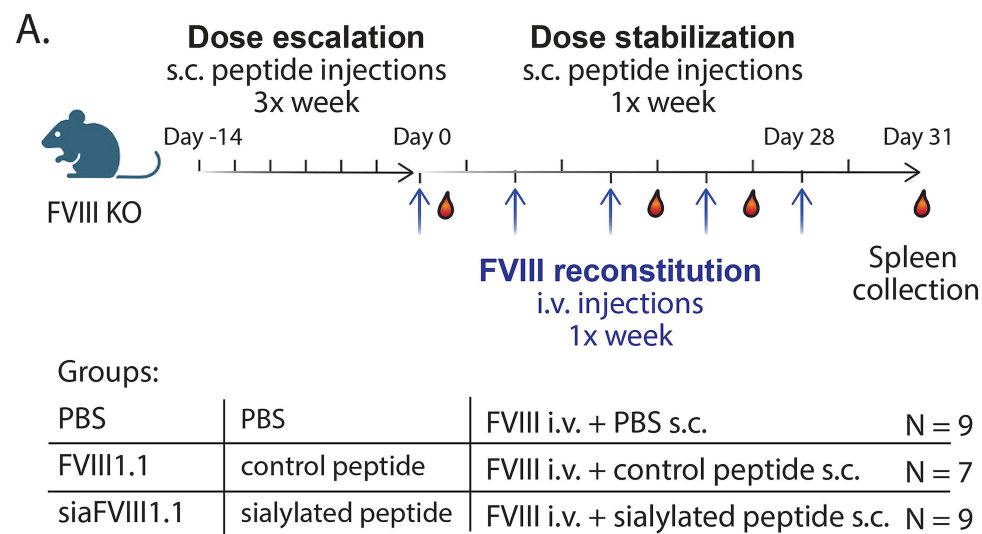 A.
Dose escalation
s.c. peptide injections
3x week
Dose stabilization
s.c. peptide injections
1x week
Day -14
Day 0
Day 28
Day 31
FVIII KO
FVIII reconstitution
i.v. injections
1x week
Spleen
collection
Groups:
PBS PBS FVIII i.v. + PBS s.c. N = 9
FVIII1.1 control peptide FVIII i.v. + control peptide s.c. N = 7
siaFVIII1.1 sialylated peptide FVIII i.v. + sialylated peptide s.c. N = 9